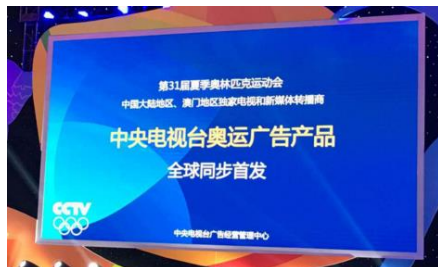 第31届夏季奥林匹克运动会
中国大陆地区、澳门地区独家电视和新媒体转播商
中央电视台奥运广告产品
全球同步首发
CCTV
中央电视台广告经营管理中心